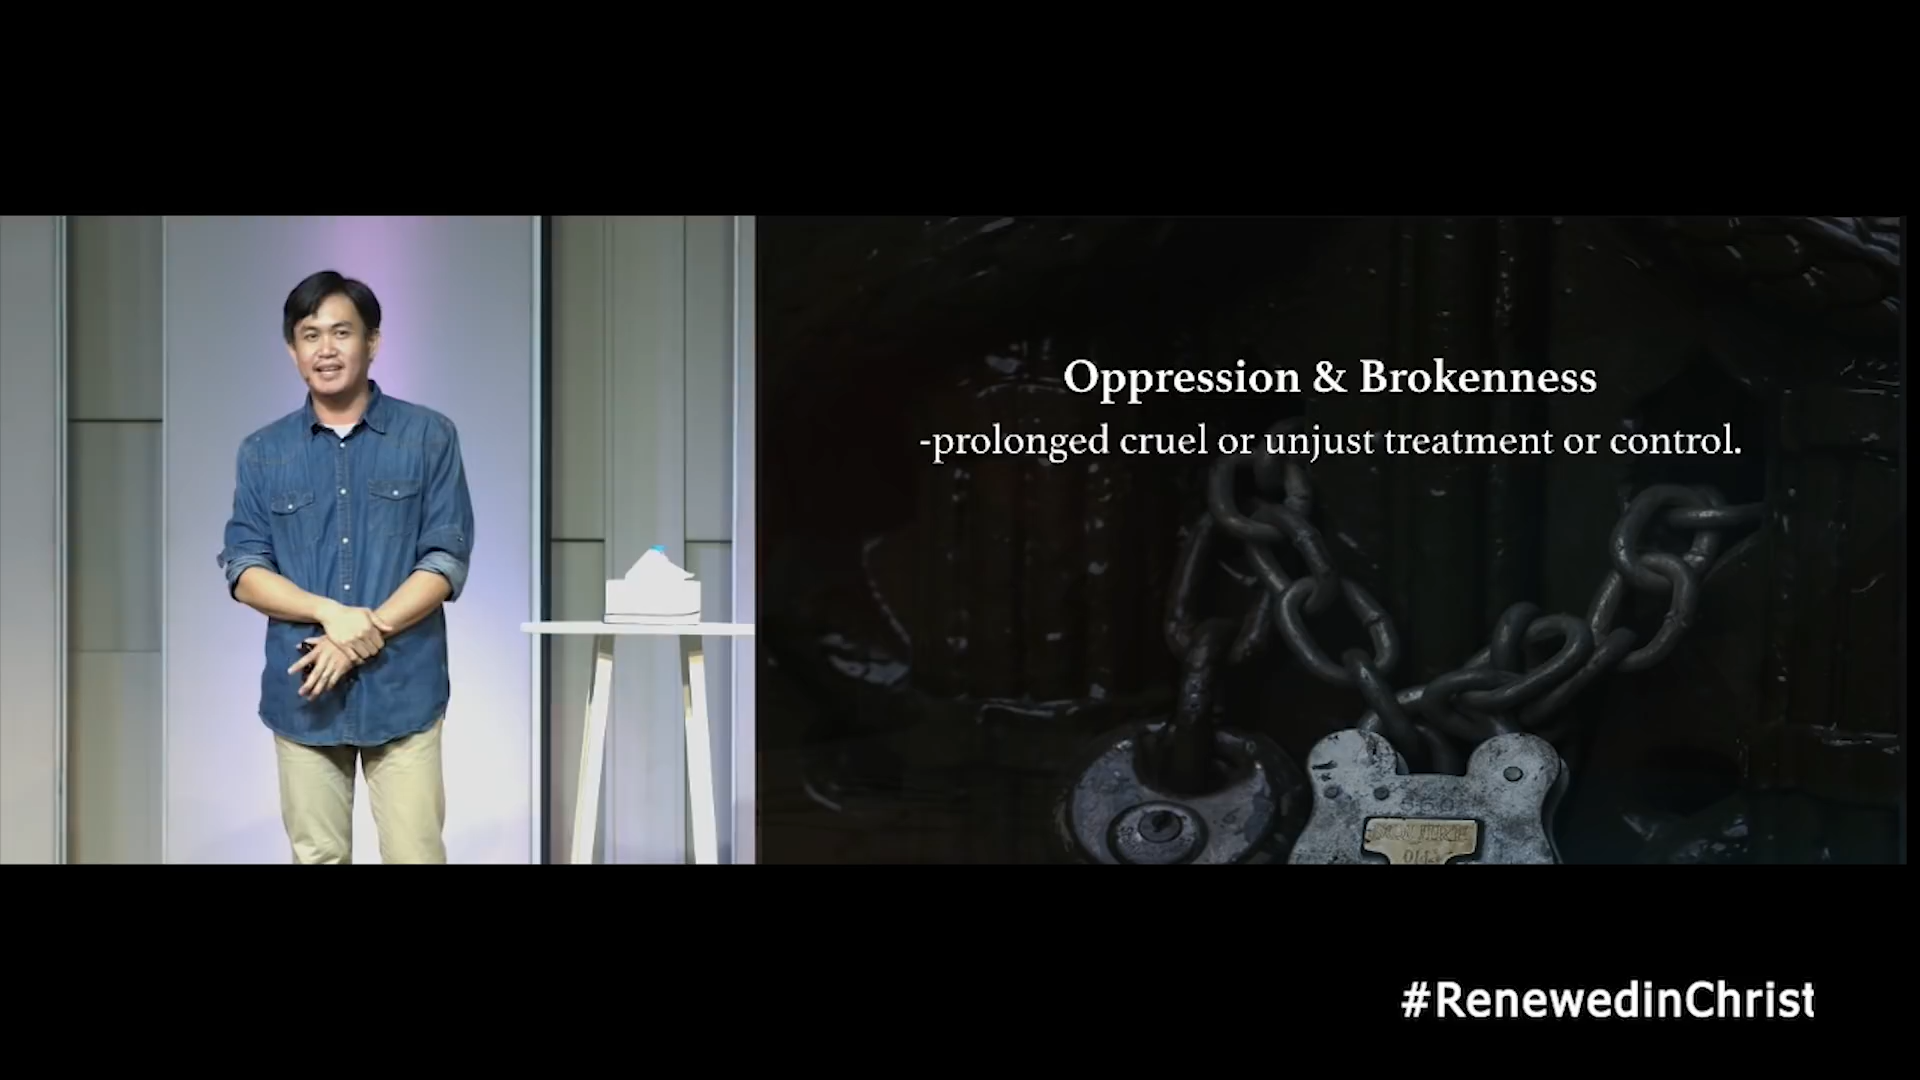 Oppression & Brokenness
-prolonged cruel or unjust treatment or control.
#RenewedinChrist